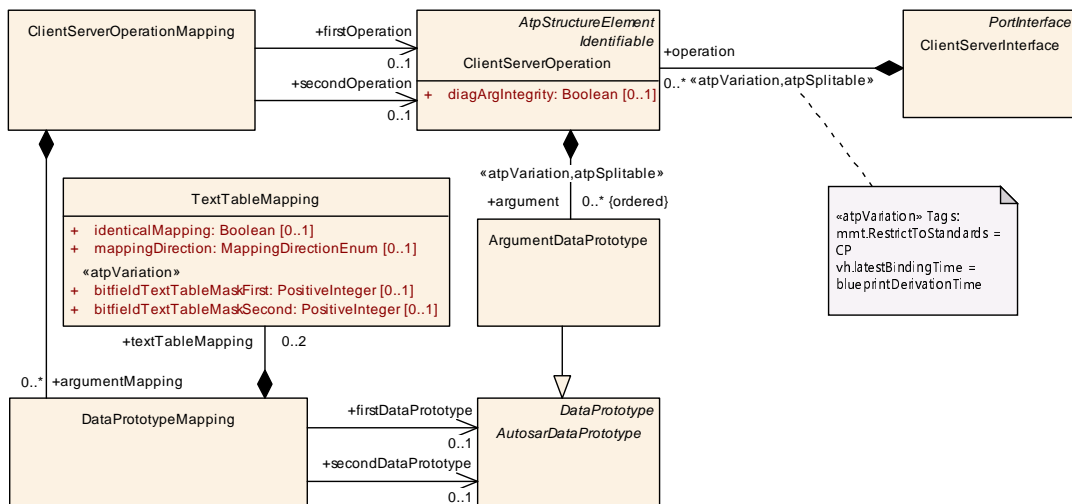 ClientServerOperationMapping
+firstOperation
0..1
+secondOperation
0..1
AtpStructureElement
Identifiable
ClientServerOperation
+ diagArgIntegrity: Boolean [0..1]
+operation
0..* «atpVariation,atpSplitable»
PortInterface
ClientServerInterface
«atpVariation,atpSplitable»
+argument 0..* {ordered}
TextTableMapping
+ identicalMapping: Boolean [0..1]
+ mappingDirection: MappingDirectionEnum [0..1]
«atpVariation»
+ bitfieldTextTableMaskFirst: PositiveInteger [0..1]
+ bitfieldTextTableMaskSecond: PositiveInteger [0..1]
ArgumentDataPrototype
«atpVariation» Tags:
mmt.RestrictToStandards =
CP
vh.latestBindingTime =
blueprintDerivationTime
+textTableMapping 0..2
0..* +argumentMapping
DataPrototypeMapping
+firstDataPrototype
0..1
+secondDataPrototype
0..1
DataPrototype
AutosarDataPrototype